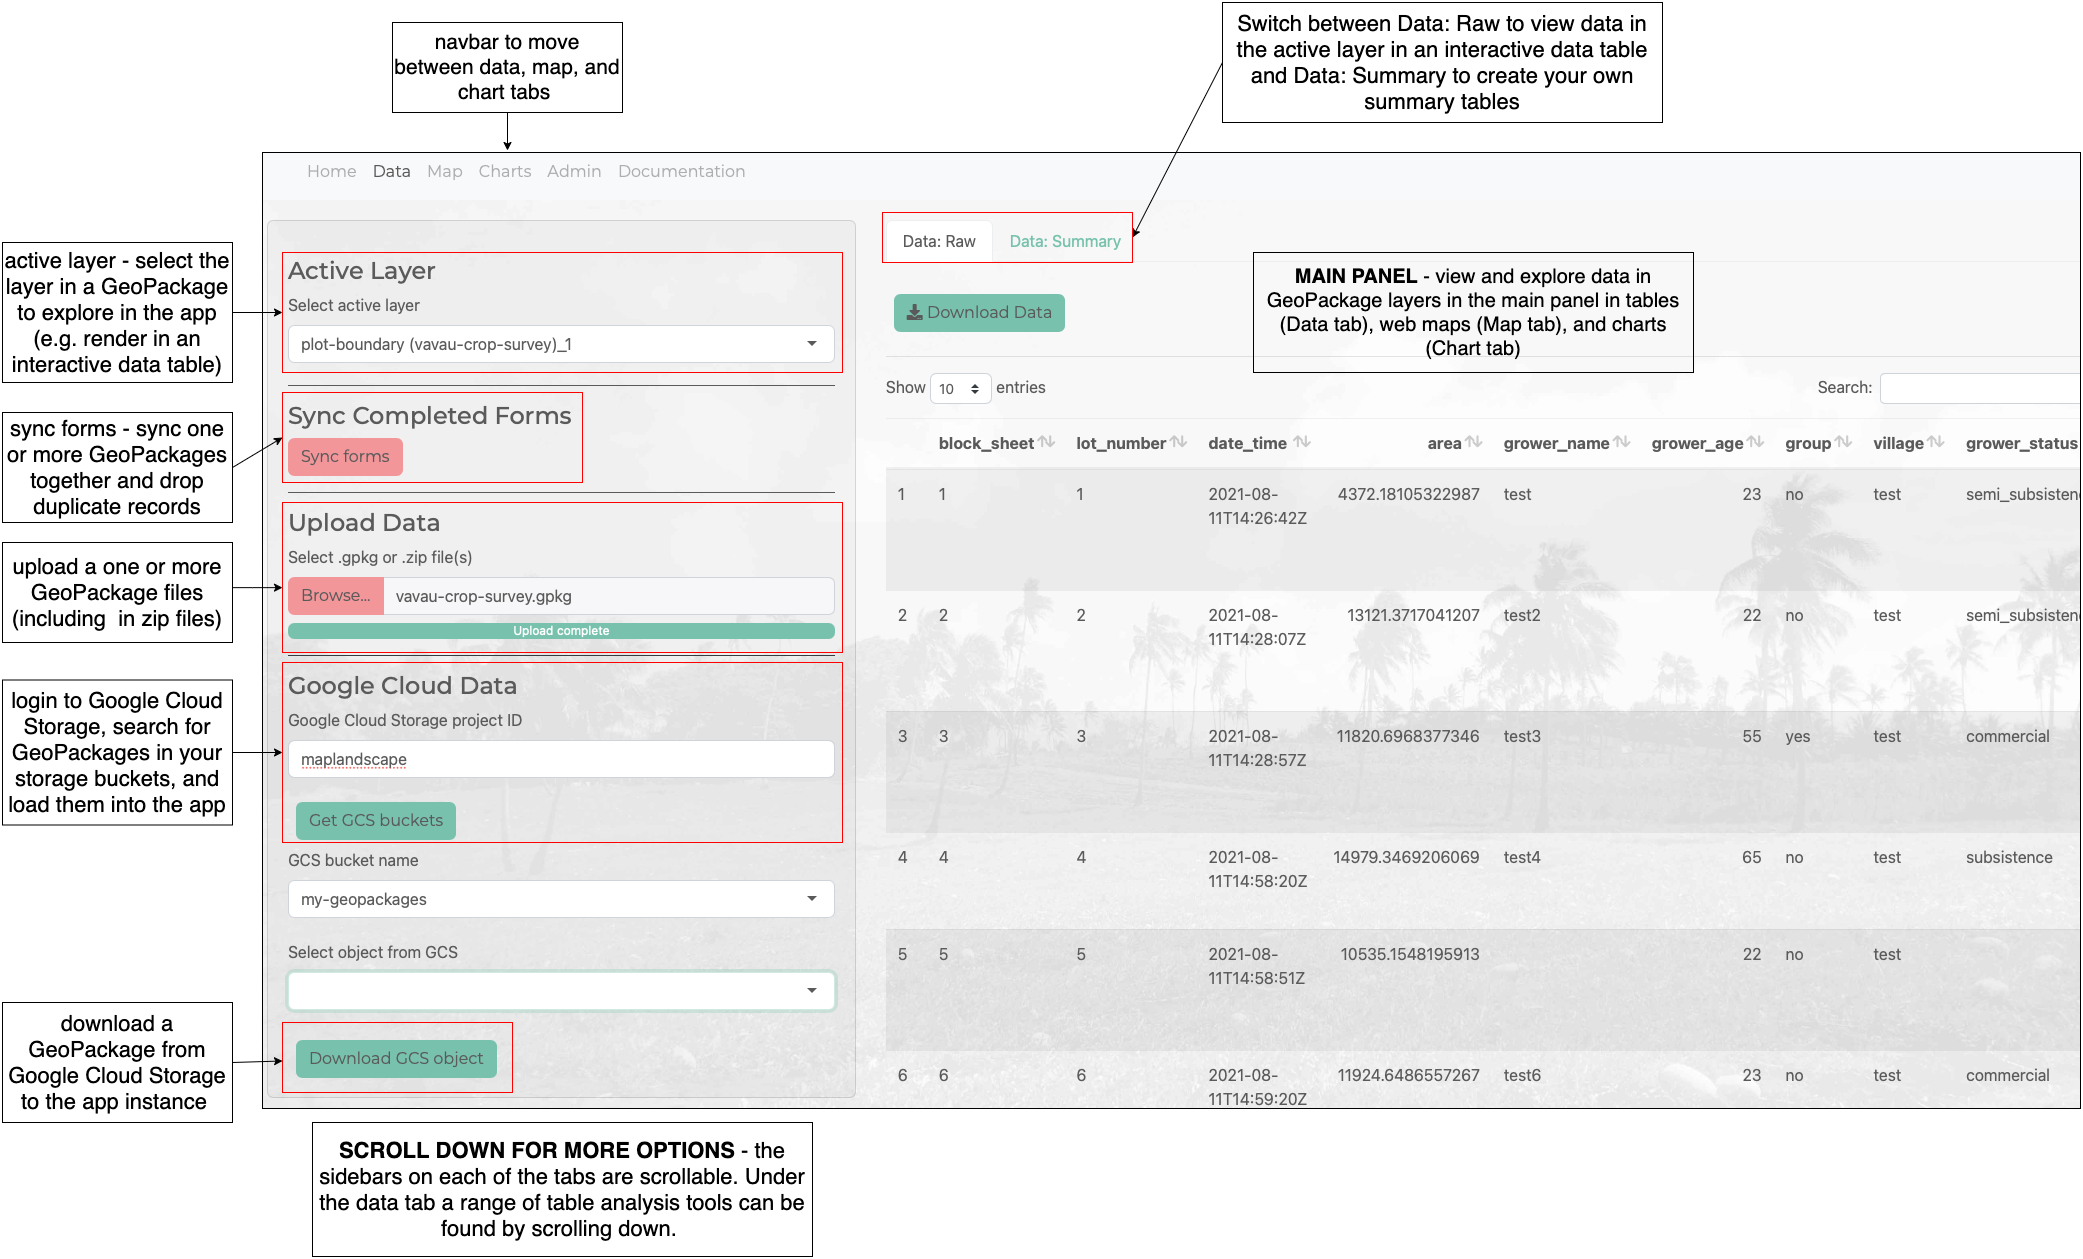 navbar to move
between data, map, and
chart tabs
Switch between Data: Raw to view data in
the active layer in an interactive data table
and Data: Summary to create your own
summary tables
Home Data Map Charts Admin Documentation
active layer - select the
layer in a GeoPackage
to explore in the app
(e.g. render in an
interactive data table)
sync forms - sync one
or more GeoPackages
together and drop
duplicate records
upload a one or more
GeoPackage files
(including  in zip files)
login to Google Cloud
Storage, search for
GeoPackages in your
storage buckets, and
load them into the app
download a
GeoPackage from
Google Cloud Storage
to the app instance
Active Layer
Select active layer
plot-boundary (vavau-crop-survey)_1
Sync Completed Forms
Sync forms
Upload Data
Select .gpkg or .zip file(s)
Browse... vavau-crop-survey.gpkg
Upload complete
Google Cloud Data
Google Cloud Storage project ID
maplandscape
Get GCS buckets
GCS bucket name
my-geopackages
Select object from GCS
Download GCS object
Data: Raw Data: Summary
MAIN PANEL - view and explore data in
GeoPackage layers in the main panel in tables
(Data tab), web maps (Map tab), and charts
(Chart tab)
Download Data
Show 10 entries Search:
block_sheet lot_number date_time area grower_name grower_age group village grower_status
1 1 1 2021-08- 4372.18105322987 test 23 no test semi_subsisten
11T14:26:42Z
2 2 2 2021-08- 13121.3717041207 test2 22 no test semi_subsisten
11T14:28:07Z
3 3 3 2021-08- 11820.6968377346 test3 55 yes test commercial
11T14:28:57Z
4 4 4 2021-08- 14979.3469206069 test4 65 no test subsistence
11T14:58:20Z
5 5 5 2021-08- 10535.1548195913 22 no test
11T14:58:51Z
6 6 6 2021-08- 11924.6486557267 test6 23 no test commercial
11T14:59:20Z
SCROLL DOWN FOR MORE OPTIONS - the
sidebars on each of the tabs are scrollable. Under
the data tab a range of table analysis tools can be
found by scrolling down.